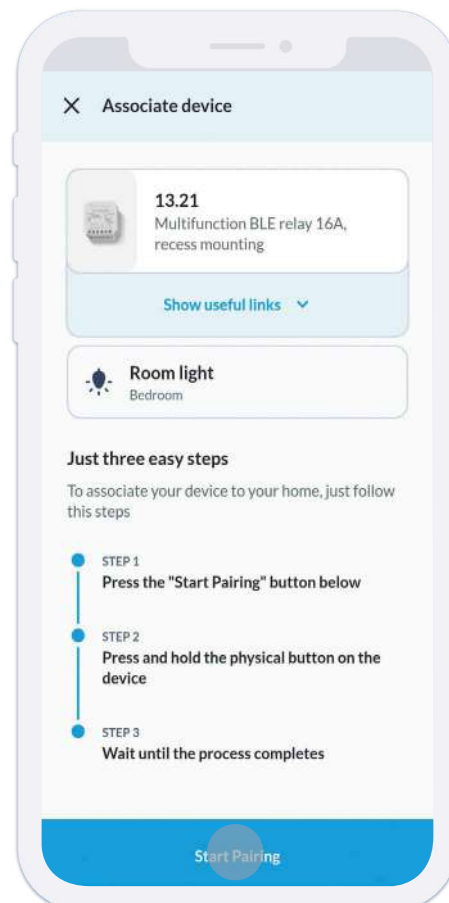 Associate device
13.21
Multifunction BLE relay 16A,
recess mounting
Show useful links
Room light
Bedroom
Just three easy steps
To associate your device to your home, just follow
this steps
STEP 1
Press the "Start Pairing" button below
STEP 2
Press and hold the physical button on the
device
STEP 3
Wait until the process completes
Start Pairing